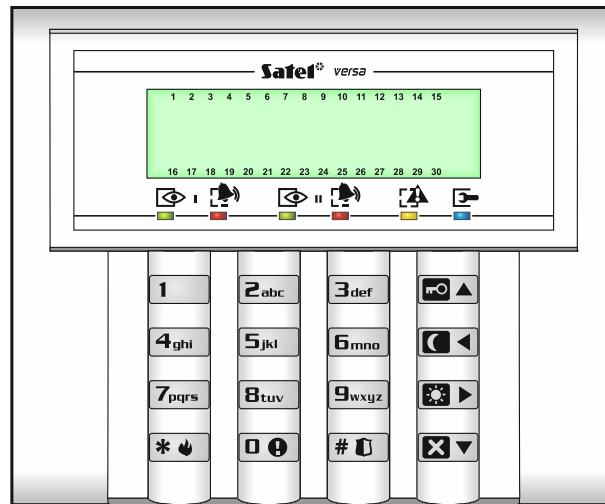 Satel versa
1 2 3 4 5 6 7 8 9 10 11 12 13 14 15
16 17 18 19 20 21 22 23 24 25 26 27 28 29 30
I II
1 2abc 3def
4ghi 5jkl 6mno
7pqrs 8tuv 9wxyz
* 0 #